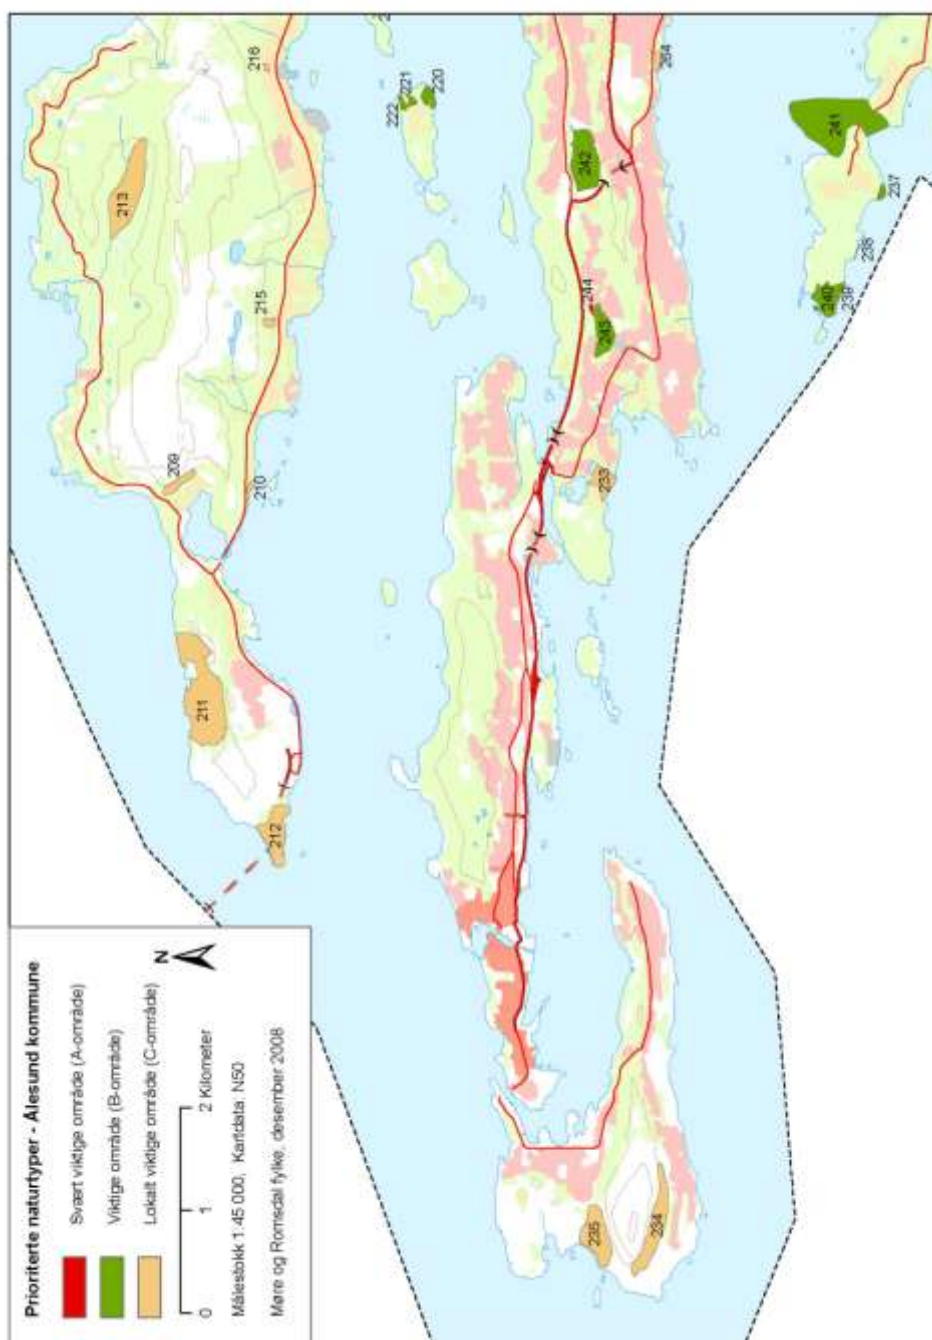 Prioriterte naturtyper - Ålesund kommune
Svært viktige område (A-område)
Viktige område (B-område)
Lokalt viktige område (C-område)
N
0 1 2 Kilometer
Målestokk 1:45 000, Kartdata: N50
Møre og Romsdal fylke, desember 2008
212
211
209
210
213
215
216
222
221
220
235
234
233
244
243
242
264
240
239
238
237
241